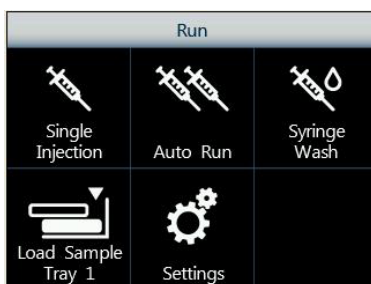 Run
Single
Injection
Auto Run
Syringe
Wash
Load Sample
Tray 1
Settings